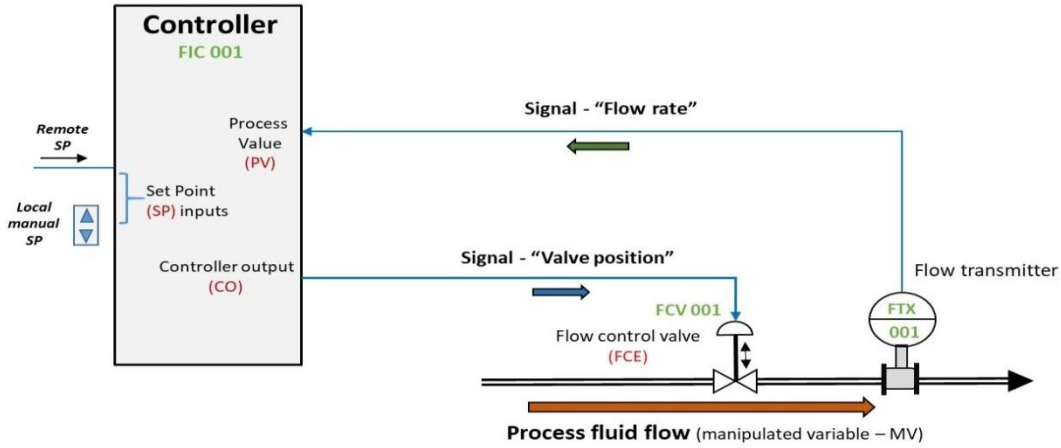 Controller
FIC 001
Signal - “Flow rate”
Remote
SP
Process
Value
(PV)
Set Point
(SP) inputs
Local
manual
SP
Controller output
(CO)
Signal - “Valve position”
Flow transmitter
FCV 001
Flow control valve
(FCE)
FTX
001
Process fluid flow (manipulated variable – MV)